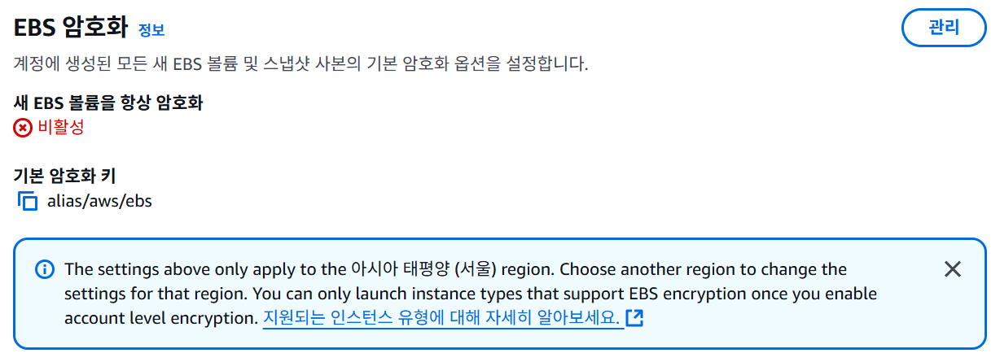 EBS 암호화 정보
관리
계정에 생성된 모든 새 EBS 볼륨 및 스냅샷 사본의 기본 암호화 옵션을 설정합니다.
새 EBS 볼륨을 항상 암호화
비활성
기본 암호화 키
alias/aws/ebs
The settings above only apply to the 아시아 태평양 (서울) region. Choose another region to change the
settings for that region. You can only launch instance types that support EBS encryption once you enable
account level encryption. 지원되는 인스턴스 유형에 대해 자세히 알아보세요.